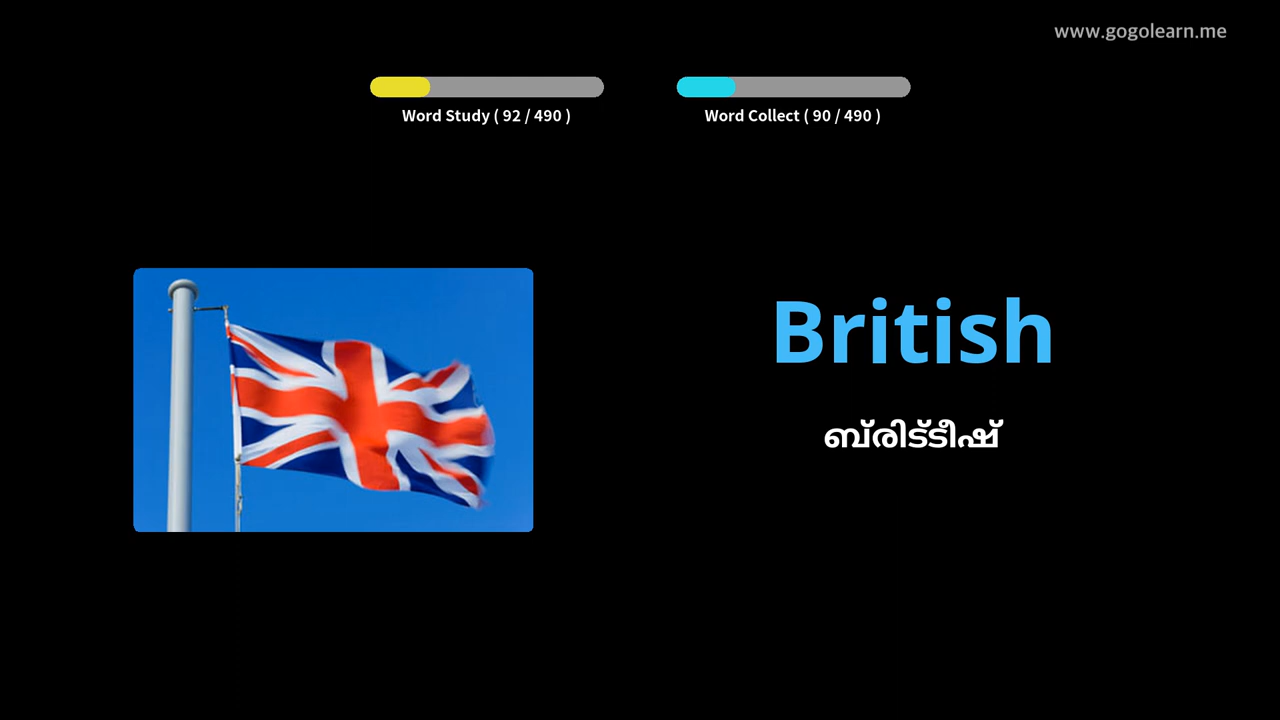 www.gogolearn.me
Word Study ( 92 / 490 )
Word Collect ( 90 / 490 )
British
ബ്രിട്ടീഷ്